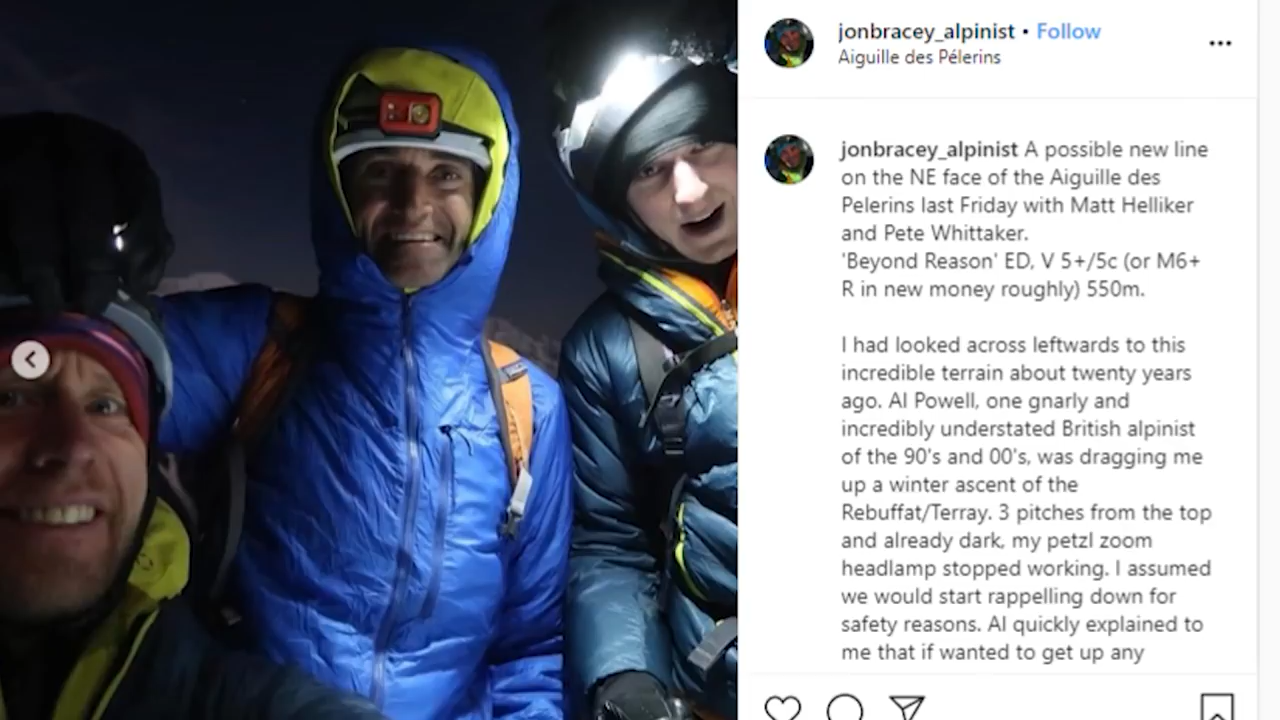 jonbracey_alpinist • Follow
Aiguille des Pélerins
jonbracey_alpinist A possible new line
on the NE face of the Aiguille des
Pelerins last Friday with Matt Helliker
and Pete Whittaker.
'Beyond Reason' ED, V 5+/5c (or M6+
R in new money roughly) 550m.
I had looked across leftwards to this
incredible terrain about twenty years
ago. Al Powell, one gnarly and
incredibly understated British alpinist
of the 90's and 00's, was dragging me
up a winter ascent of the
Rebuffat/Terray. 3 pitches from the top
and already dark, my petzl zoom
headlamp stopped working. I assumed
we would start rappelling down for
safety reasons. Al quickly explained to
me that if wanted to get up any